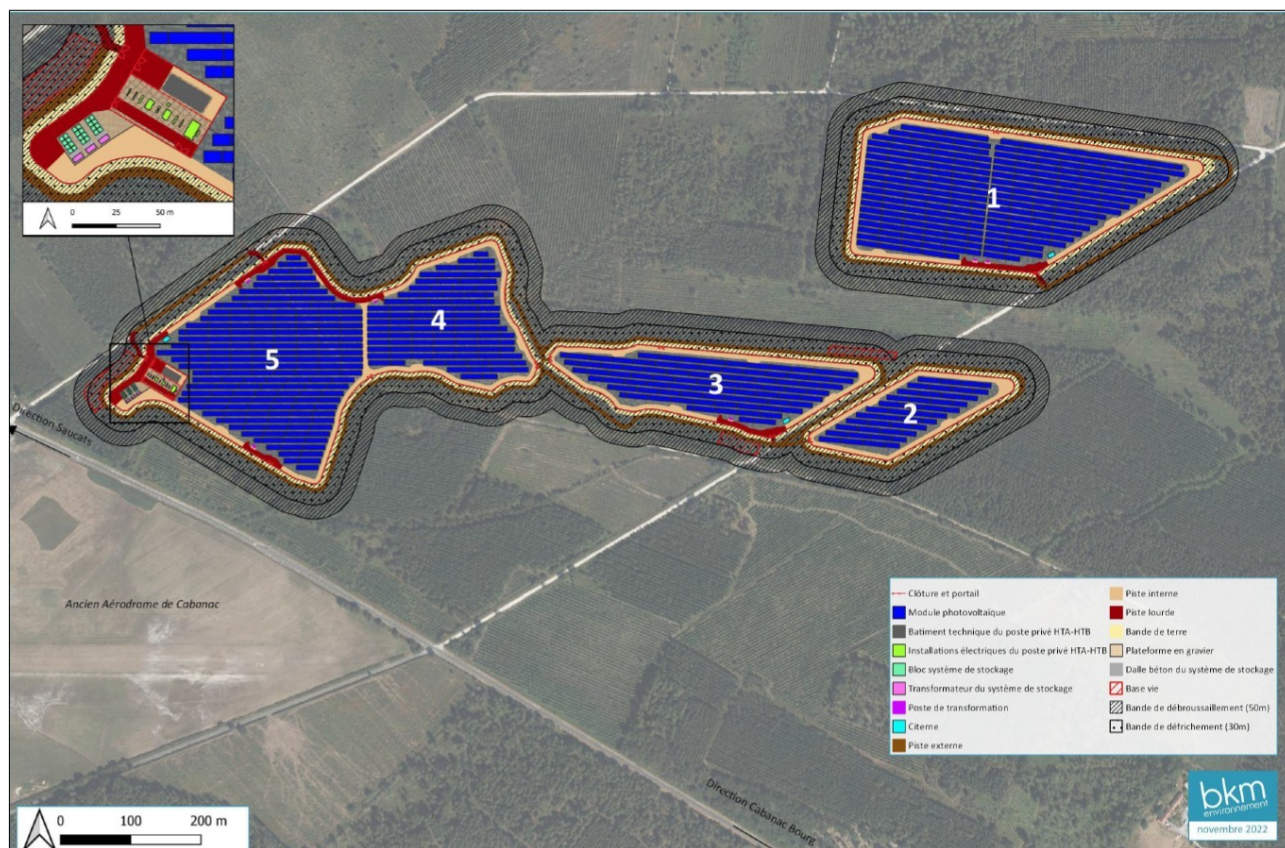 0 25 50 m
1
5
4
3
2
Direction Saucats
Ancien Aérodrome de Cabanac
Direction Cabanac Bourg
Clôture et portail
Module photovoltaique
Batiment technique du poste privé HTA-HTB
Installations électriques du poste privé HTA-HTB
Bloc système de stockage
Transformateur du système de stockage
Poste de transformation
Citerne
Piste externe
Piste interne
Piste lourde
Bande de terre
Plateforme en gravier
Dalle béton du système de stockage
Base vie
Bande de débroussaillement (50m)
Bande de défrichement (30m)
0 100 200 m
bkm
environnement
novembre 2022